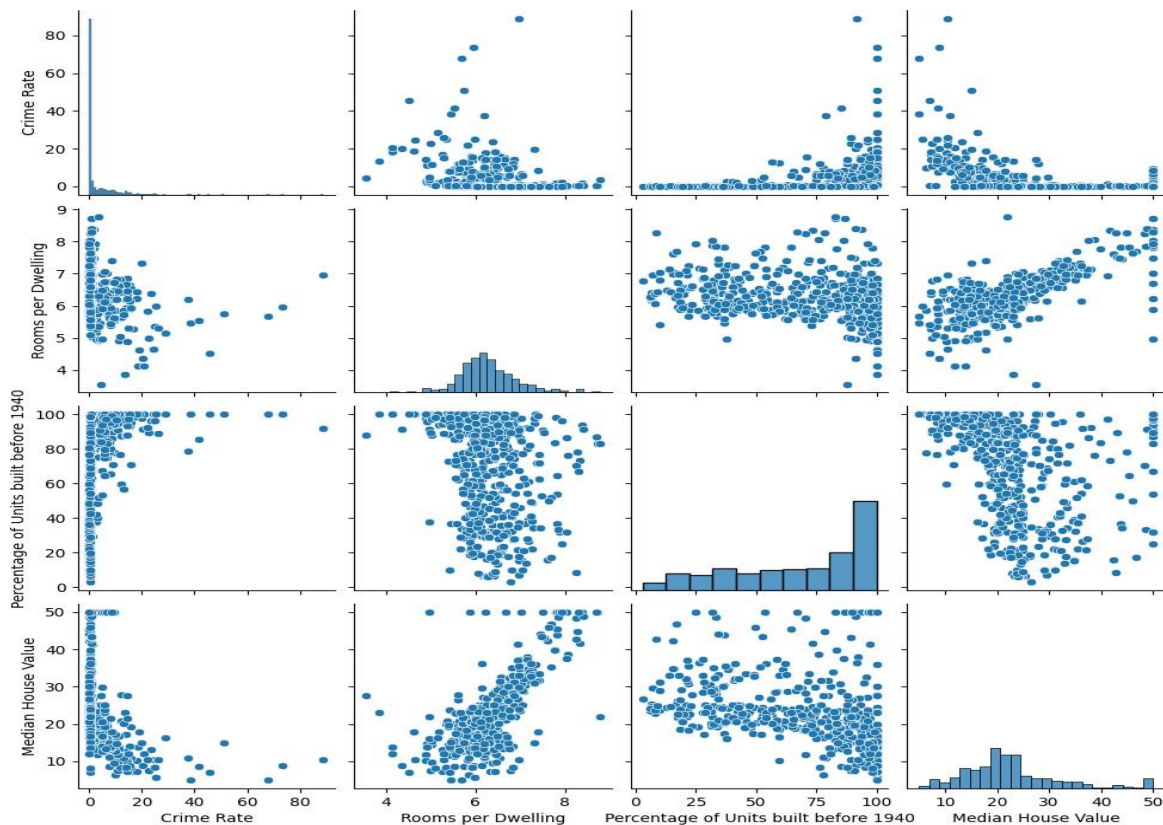 80
60
40
20
0
Crime Rate
9
8
7
6
5
4
Rooms per Dwelling
100
80
60
40
20
0
Percentage of Units built before 1940
50
40
30
20
10
Median House Value
0 20 40 60 80
Crime Rate
4 6 8
Rooms per Dwelling
0 25 50 75 100
Percentage of Units built before 1940
10 20 30 40 50
Median House Value